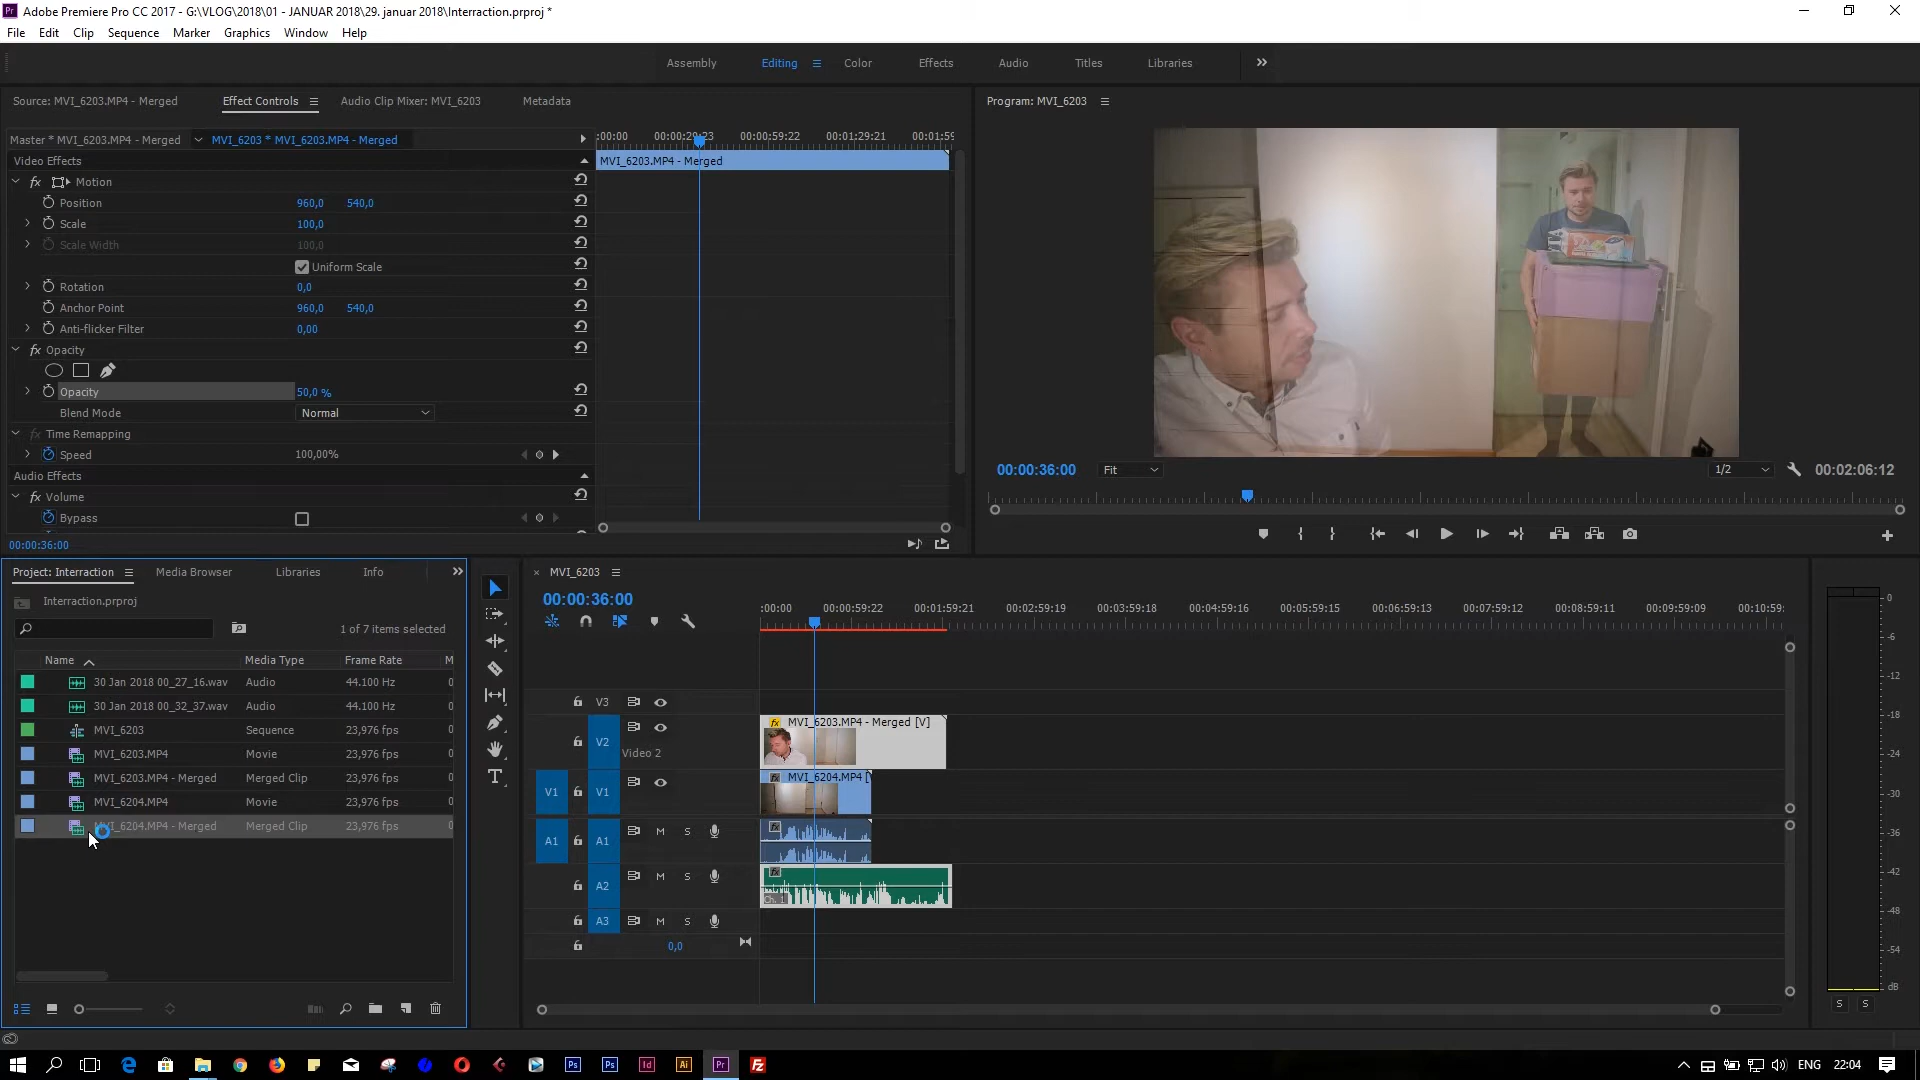 Adobe Premiere Pro CC 2017 - G:\VLOG\2018\01 - JANUAR 2018\29. januar 2018\Interraction.prproj *
File Edit Clip Sequence Marker Graphics Window Help
Assembly Editing Color Effects Audio Titles Libraries
Source: MVI_6203.MP4 - Merged Effect Controls Audio Clip Mixer: MVI_6203 Metadata
Program: MVI_6203
Master * MVI_6203.MP4 - Merged MVI_6203 * MVI_6203.MP4 - Merged
:00:00 00:00:29:23 00:00:59:22 00:01:29:21 00:01:59
Video Effects
MVI_6203.MP4 - Merged
fx Motion
Position 960,0 540,0
Scale 100,0
Scale Width 100,0
Uniform Scale
Rotation 0,0
Anchor Point 960,0 540,0
Anti-flicker Filter 0,00
fx Opacity
Opacity 50,0 %
Blend Mode Normal
fx Time Remapping
Speed 100,00%
Audio Effects
fx Volume
Bypass
00:00:36:00
00:00:36:00 Fit 1/2 00:02:06:12
Project: Interraction Media Browser Libraries Info
Interraction.prproj
1 of 7 items selected
Name Media Type Frame Rate M
30 Jan 2018 00_27_16.wav Audio 44.100 Hz 0
30 Jan 2018 00_32_37.wav Audio 44.100 Hz 0
MVI_6203 Sequence 23,976 fps 0
MVI_6203.MP4 Movie 23,976 fps 0
MVI_6203.MP4 - Merged Merged Clip 23,976 fps 0
MVI_6204.MP4 Movie 23,976 fps 0
MVI_6204.MP4 - Merged Merged Clip 23,976 fps 0
MVI_6203
00:00:36:00
:00:00 00:00:59:22 00:01:59:21 00:02:59:19 00:03:59:18 00:04:59:16 00:05:59:15 00:06:59:13 00:07:59:12 00:08:59:11 00:09:59:09 00:10:59:
V3
V2 Video 2
fx MVI_6203.MP4 - Merged [V]
V1 V1
fx MVI_6204.MP4 [
A1 A1 M S
fx
A2 M S
fx
Ch. 1
A3 M S
0,0
0
-6
-12
-18
-24
-30
-36
-42
-48
-54
dB
S S
Ps Ps Id Ai Pr Fz
ENG 22:04